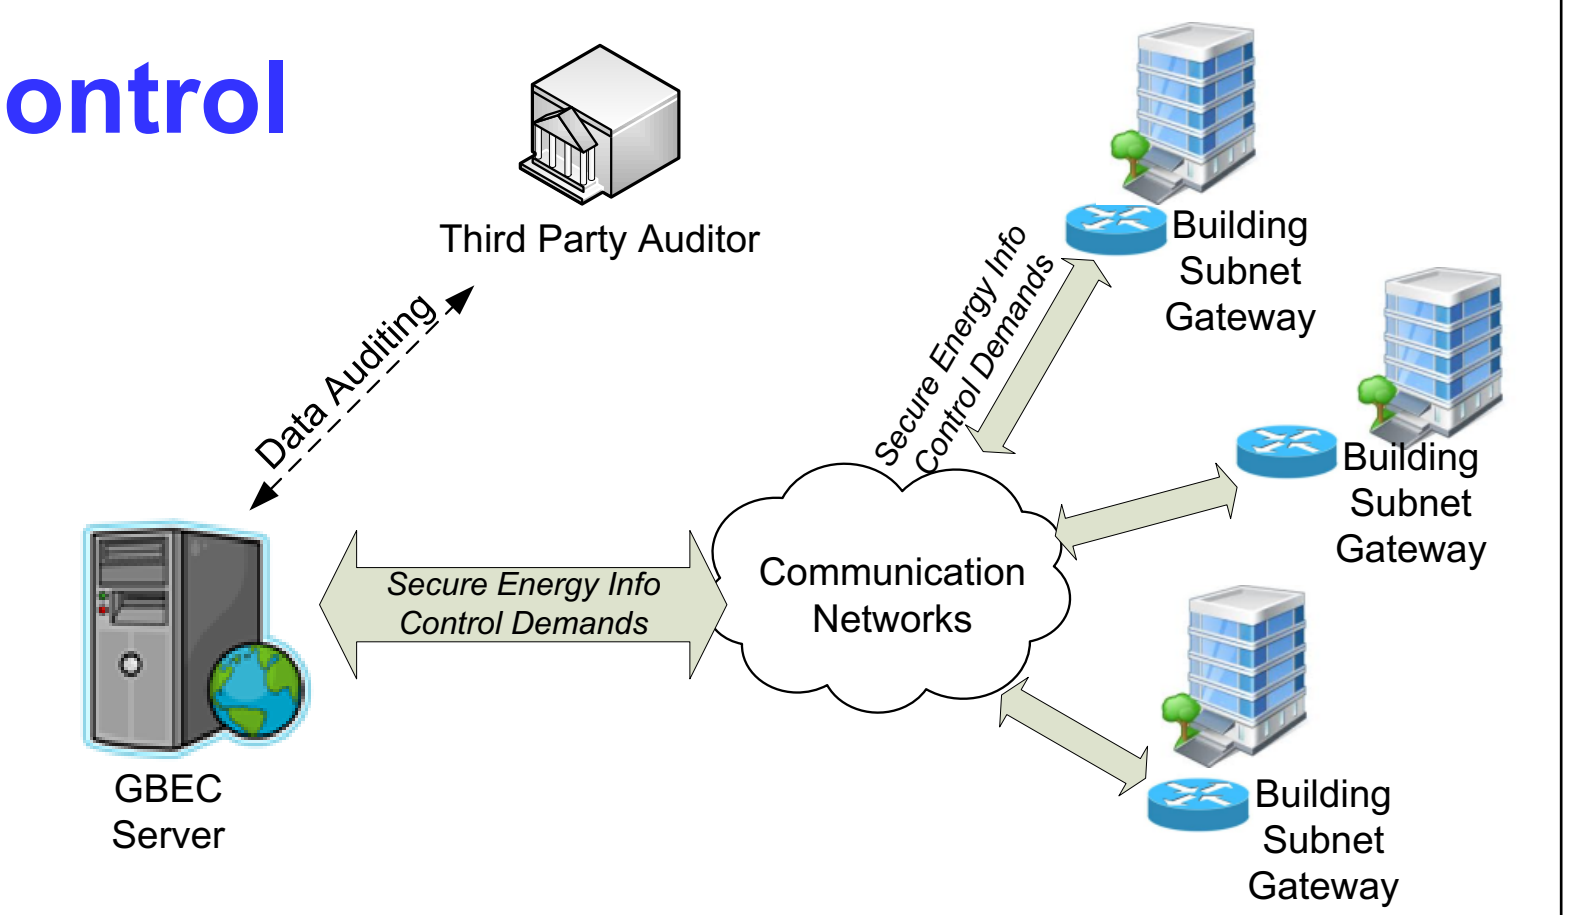 ontrol
Third Party Auditor
Data Auditing
GBEC
Server
Secure Energy Info
Control Demands
Communication
Networks
Secure Energy Info
Control Demands
Building
Subnet
Gateway
Building
Subnet
Gateway
Building
Subnet
Gateway